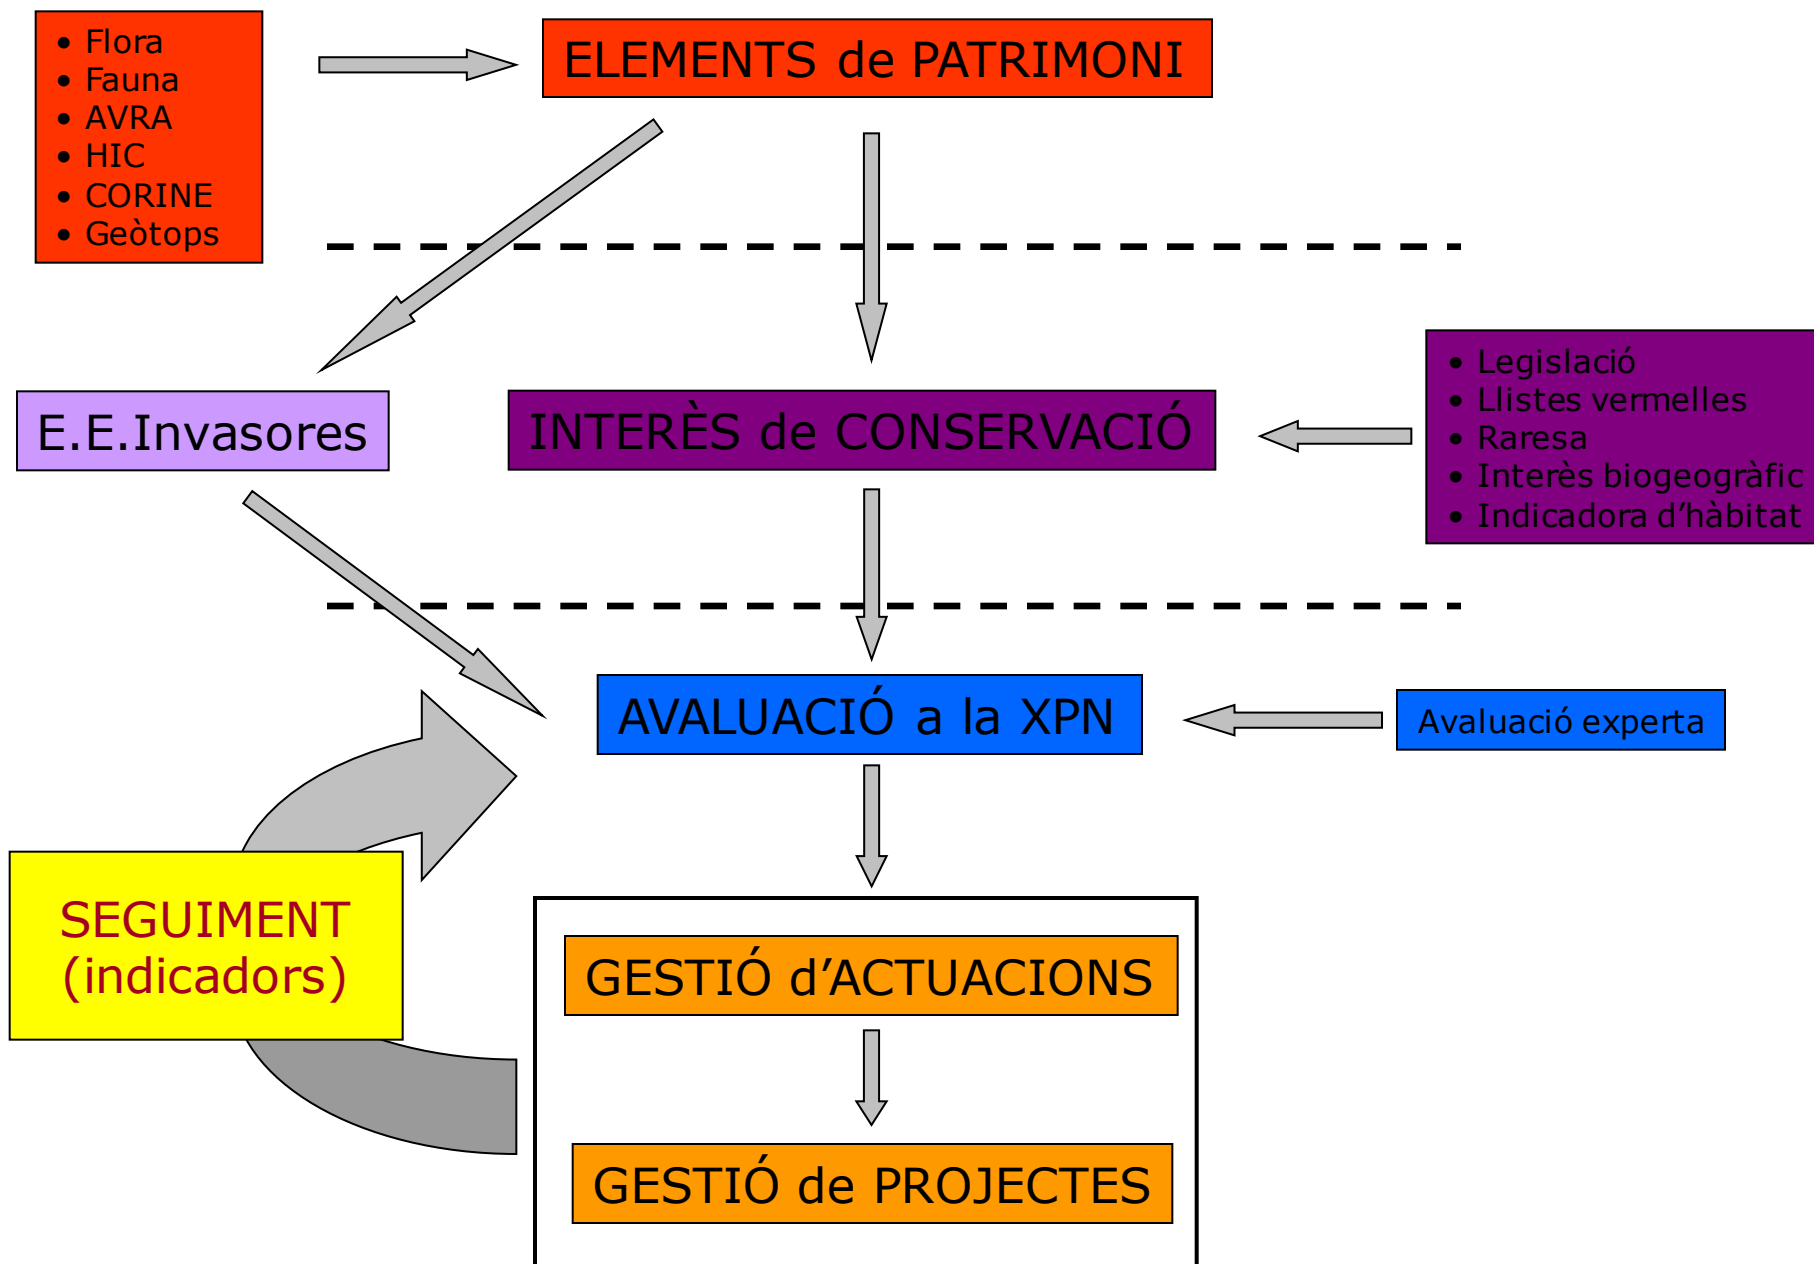 • Flora
• Fauna
• AVRA
• HIC
• CORINE
• Geòtops
ELEMENTS de PATRIMONI
E.E.Invasores
INTERÈS de CONSERVACIÓ
• Legislació
• Llistes vermelles
• Raresa
• Interès biogeogràfic
• Indicadora d’hàbitat
AVALUACIÓ a la XPN
Avaluació experta
SEGUIMENT
(indicadors)
GESTIÓ d’ACTUACIONS
GESTIÓ de PROJECTES